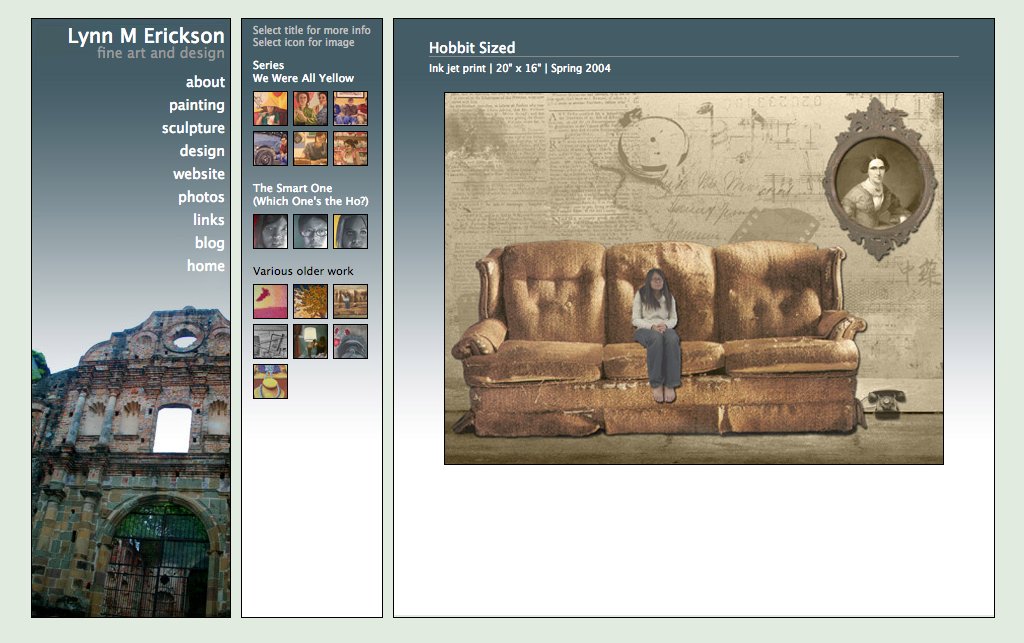 Lynn M Erickson
fine art and design
about
painting
sculpture
design
website
photos
links
blog
home
Select title for more info
Select icon for image
Series
We Were All Yellow
The Smart One
(Which One's the Ho?)
Various older work
Hobbit Sized
Ink jet print | 20" x 16" | Spring 2004
中藥